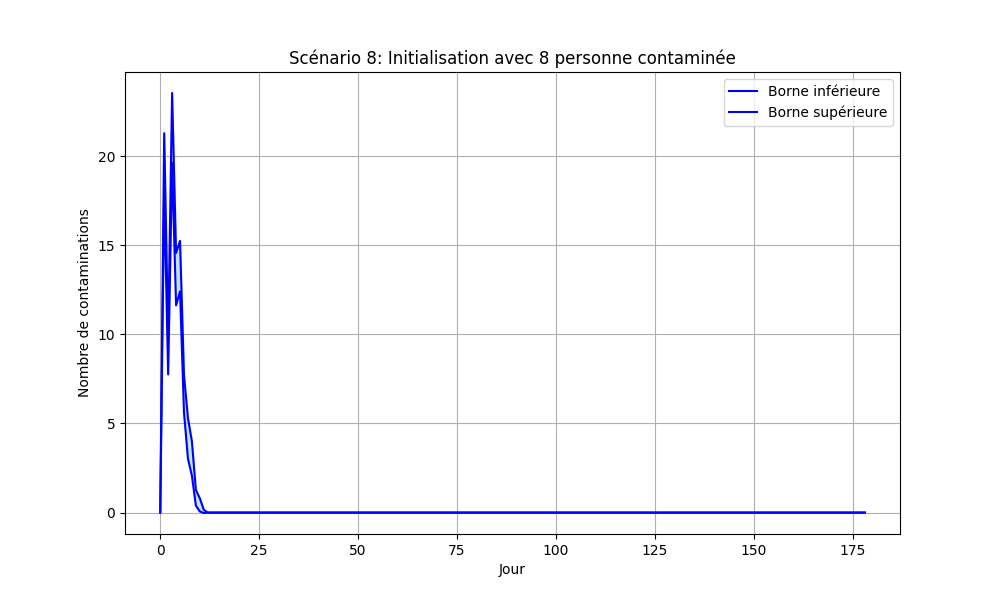 Scénario 8: Initialisation avec 8 personne contaminée
Borne inférieure
Borne supérieure
Nombre de contaminations
20
15
10
5
0
0 25 50 75 100 125 150 175
Jour